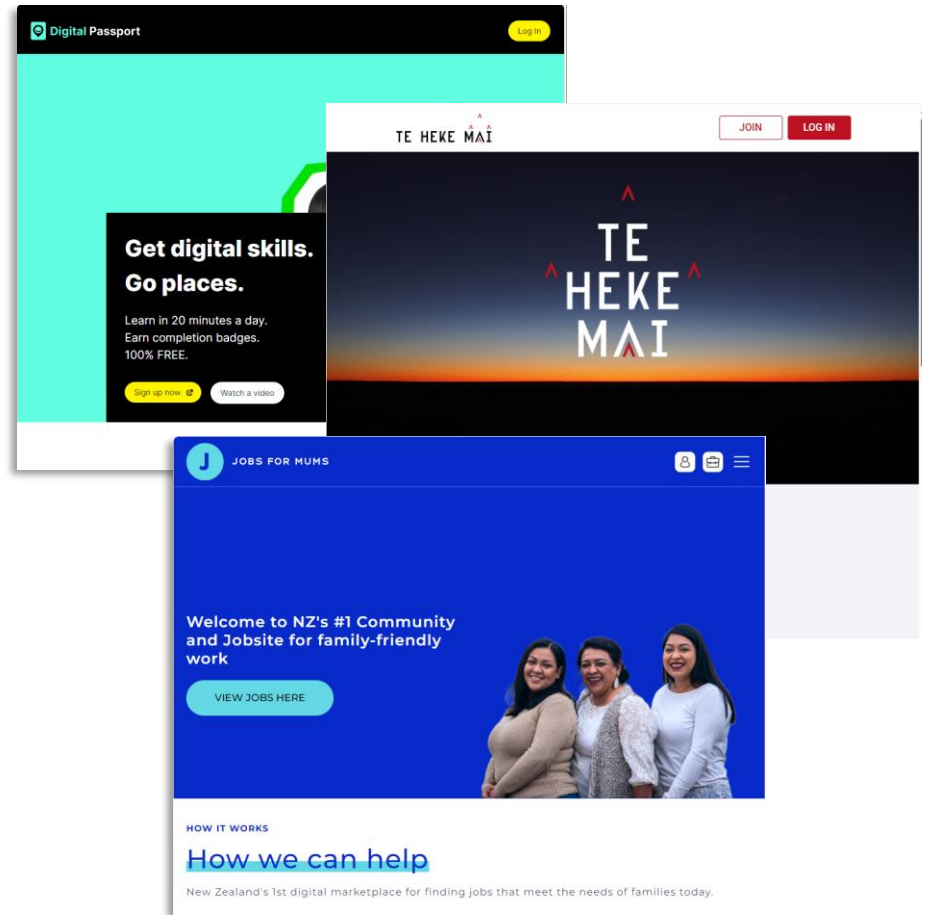 Digital Passport
Log In
Get digital skills.
Go places.
Learn in 20 minutes a day.
Earn completion badges.
100% FREE.
Sign up now
Watch a video
TE HEKE MAI
JOIN
LOG IN
TE
HEKE
MAI
J
JOBS FOR MUMS
Welcome to NZ's #1 Community
and Jobsite for family-friendly
work
VIEW JOBS HERE
HOW IT WORKS
How we can help
New Zealand's 1st digital marketplace for finding jobs that meet the needs of families today.